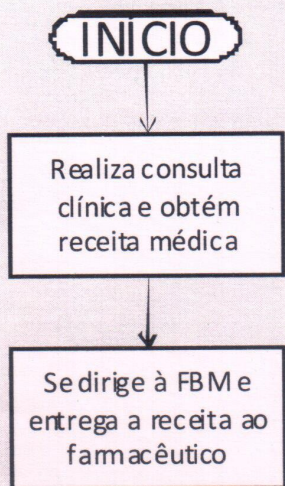 INÍCIO
Realiza consulta
clínica e obtém
receita médica
Se dirige à FBM e
entrega a receita ao
farmacêutico